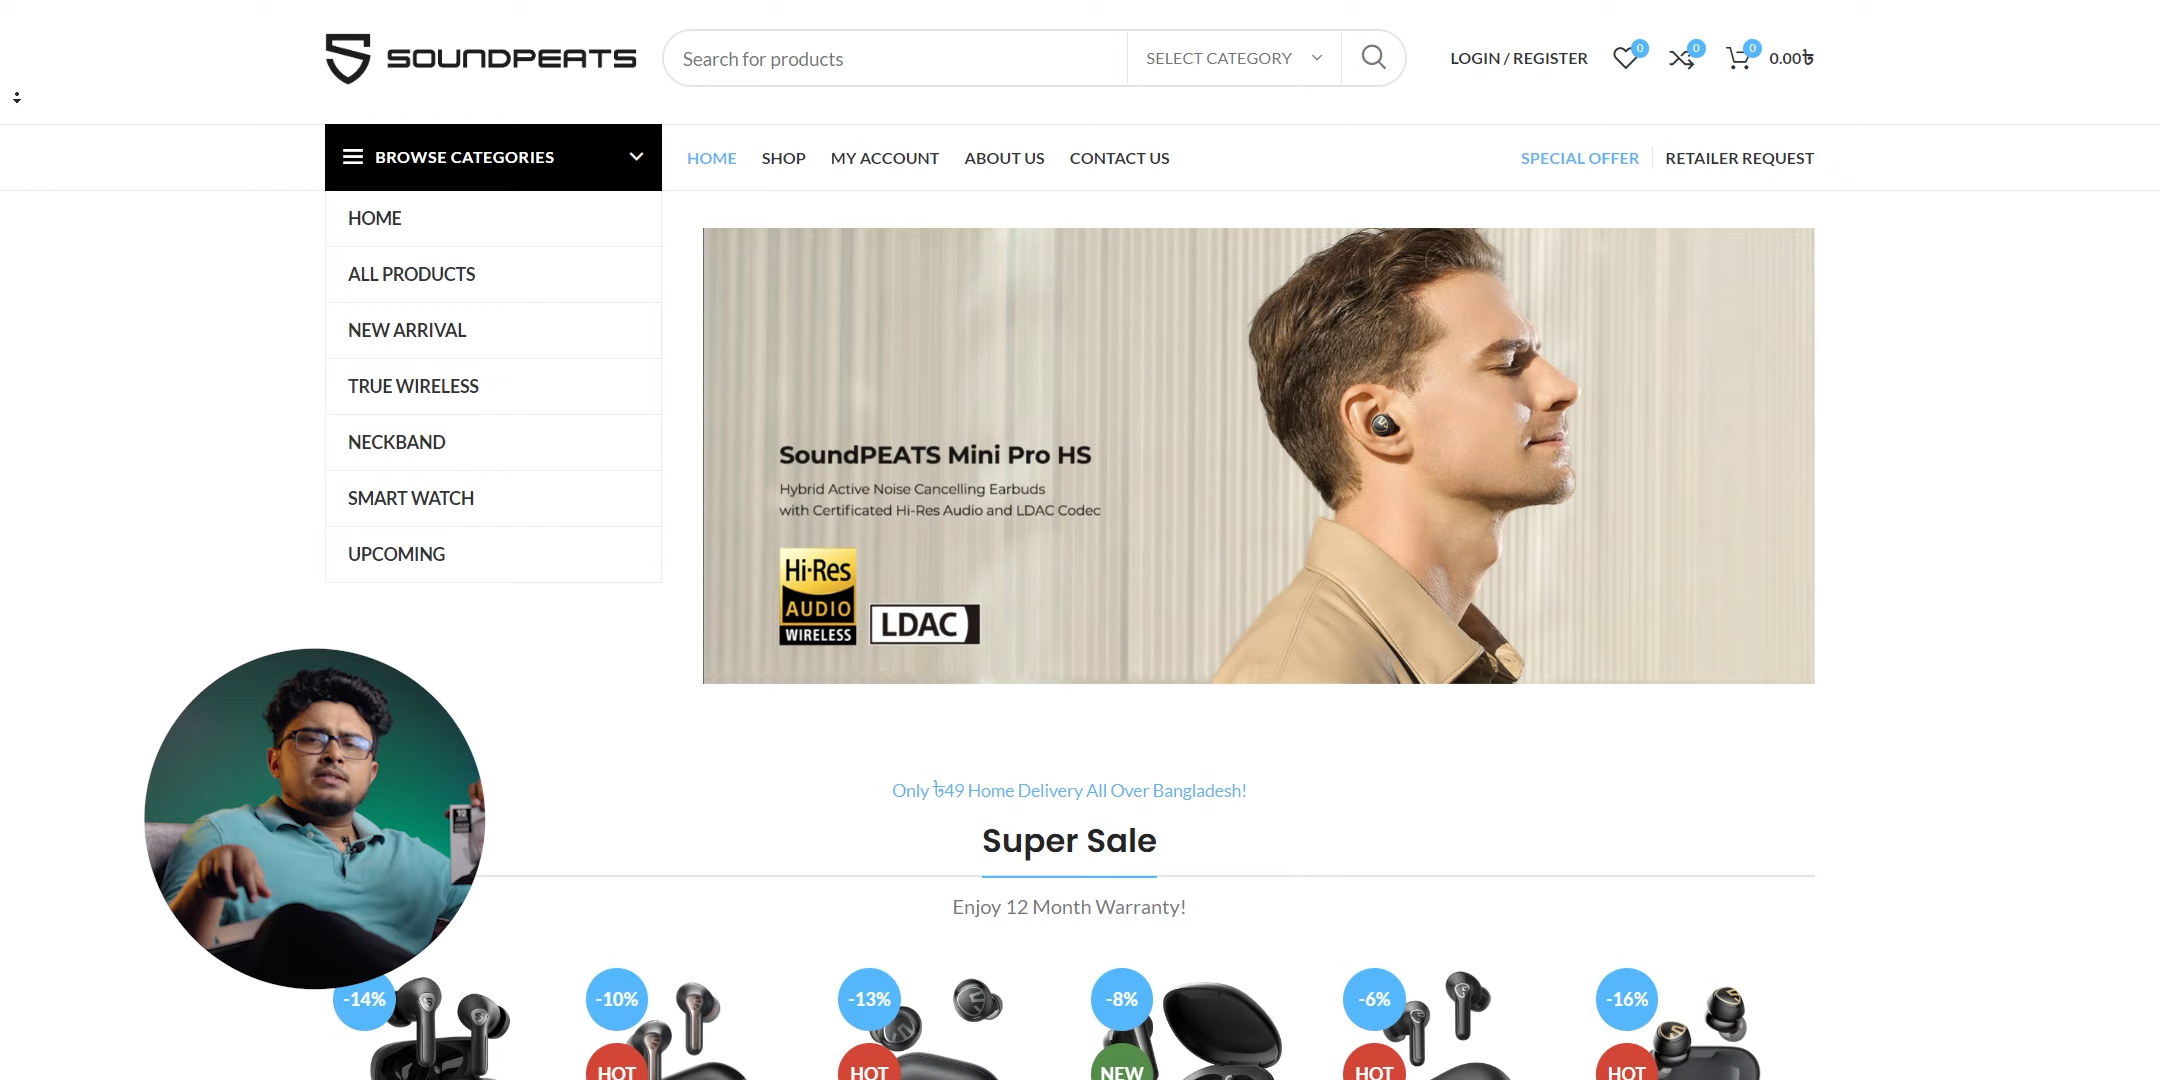 SOUNDPEATS
Search for products
SELECT CATEGORY
LOGIN / REGISTER
0
0
0
0.00৳
BROWSE CATEGORIES
HOME
SHOP
MY ACCOUNT
ABOUT US
CONTACT US
SPECIAL OFFER
RETAILER REQUEST
HOME
ALL PRODUCTS
NEW ARRIVAL
TRUE WIRELESS
NECKBAND
SMART WATCH
UPCOMING
SoundPEATS Mini Pro HS
Hybrid Active Noise Cancelling Earbuds
with Certificated Hi-Res Audio and LDAC Codec
Hi-Res
AUDIO
WIRELESS
LDAC
Only ৳49 Home Delivery All Over Bangladesh!
Super Sale
Enjoy 12 Month Warranty!
-14%
-10%
-13%
-8%
-6%
-16%
HOT
HOT
NEW
HOT
HOT